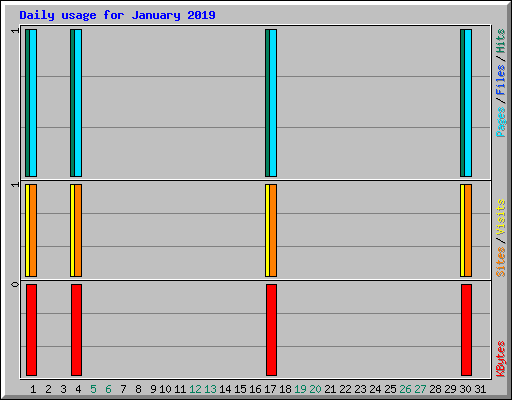 Daily usage for January 2019
1
1
0
Pages/Files/Hits
Sites/Visits
KBytes
1 2 3 4 5 6 7 8 9 10 11 12 13 14 15 16 17 18 19 20 21 22 23 24 25 26 27 28 29 30 31